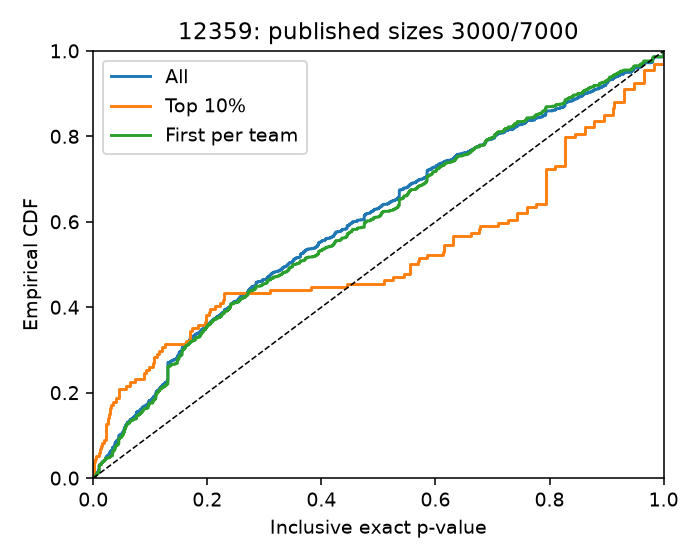 12359: published sizes 3000/7000
All
Top 10%
First per team
Empirical CDF
1.0
0.8
0.6
0.4
0.2
0.0
0.0 0.2 0.4 0.6 0.8 1.0
Inclusive exact p-value